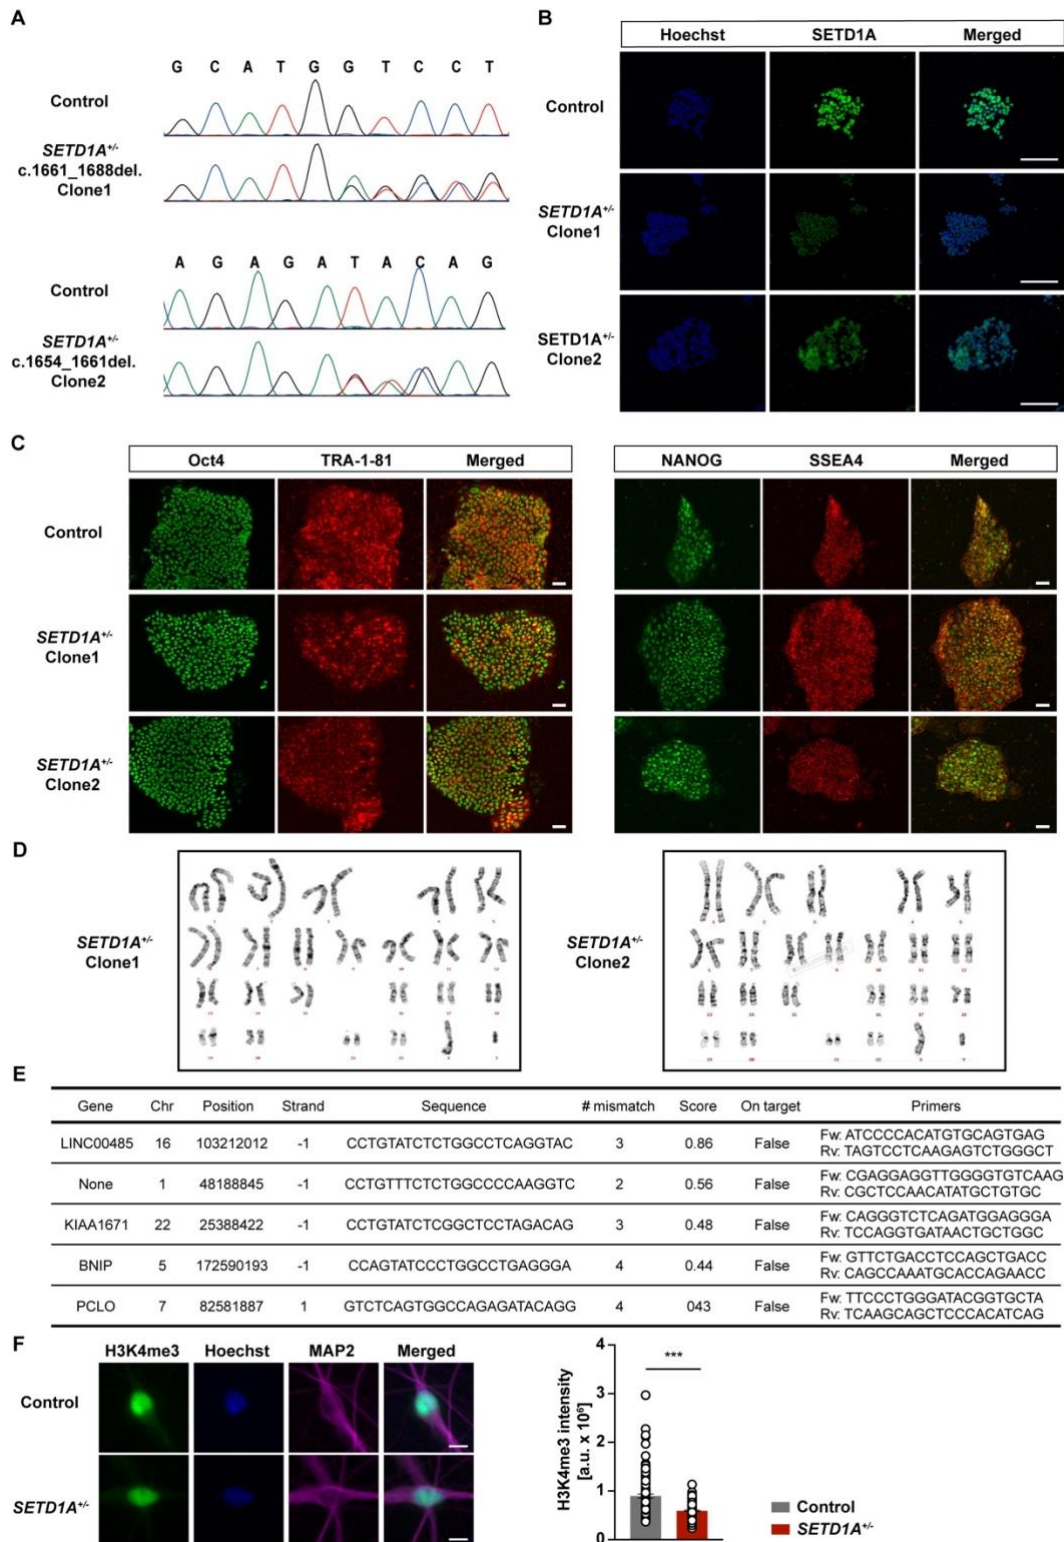 A
G C A T G G T C C T
Control
SETD1A+/-
c.1661_1688del.
Clone1
A G A G A T A C A G
Control
SETD1A+/-
c.1654_1661del.
Clone2
B
Hoechst SETD1A Merged
Control
SETD1A+/-
Clone1
SETD1A+/-
Clone2
C
Oct4 TRA-1-81 Merged NANOG SSEA4 Merged
Control
SETD1A+/-
Clone1
SETD1A+/-
Clone2
D
SETD1A+/-
Clone1
SETD1A+/-
Clone2
E
Gene Chr Position Strand Sequence # mismatch Score On target Primers
LINC00485 16 103212012 -1 CCTGTATCTCTGGCCTCAGGTAC 3 0.86 False Fw: ATCCCCACATGTGCAGTGAG
Rv: TAGTCCTCAAGAGTCTGGGCT
None 1 48188845 -1 CCTGTTTCTCTGGCCCCAAGGTC 2 0.56 False Fw: CGAGGAGGTTGGGGTGTCAAG
Rv: CGCTCCAACATATGCTGTGC
KIAA1671 22 25388422 -1 CCTGTATCTCGGCTCCTAGACAG 3 0.48 False Fw: CAGGGTCTCAGATGGAGGGA
Rv: TCCAGGTGATAACTGCTGGC
BNIP 5 172590193 -1 CCAGTATCCCTGGCCTGAGGGA 4 0.44 False Fw: GTTCTGACCTCCAGCTGACC
Rv: CAGCCAAATGCACCAGAACC
PCLO 7 82581887 1 GTCTCAGTGGCCAGAGATACAGG 4 043 False Fw: TTCCCTGGGATACGGTGCTA
Rv: TCAAGCAGCTCCCACATCAG
F
H3K4me3 Hoechst MAP2 Merged
Control
SETD1A+/-
H3K4me3 intensity
[a.u. x 10⁶]
4
3
2
1
0
***
Control
SETD1A+/-